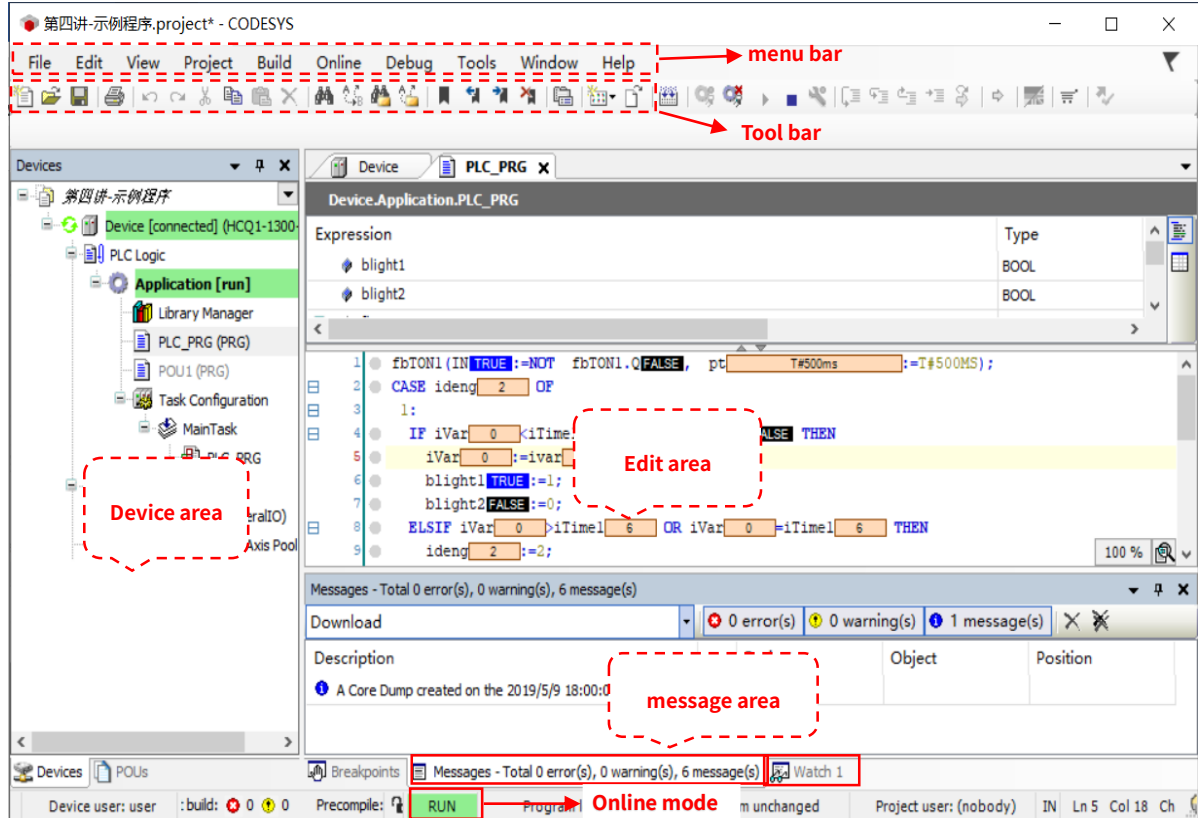 第四讲-示例程序.project* - CODESYS
File Edit View Project Build Online Debug Tools Window Help
menu bar
Tool bar
Devices
Device
PLC_PRG
第四讲-示例程序
Device.Application.PLC_PRG
Device [connected] (HCQ1-1300-
Expression Type
PLC Logic
blight1 BOOL
Application [run]
blight2 BOOL
Library Manager
PLC_PRG (PRG)
POU1 (PRG)
Task Configuration
MainTask
PLC_PRG
Device area
eralIO)
Axis Pool
1 fbTON1(IN TRUE :=NOT fbTON1.Q FALSE , pt T#500ms :=T#500MS);
2 CASE ideng 2 OF
3 1:
4 IF iVar 0 <iTime ALSE THEN
5 iVar 0 :=ivar
6 blight1 TRUE :=1;
7 blight2 FALSE :=0;
8 ELSIF iVar 0 >iTime1 6 OR iVar 0 =iTime1 6 THEN
9 ideng 2 :=2;
Edit area
100 %
Messages - Total 0 error(s), 0 warning(s), 6 message(s)
Download 0 error(s) 0 warning(s) 1 message(s)
Description Object Position
A Core Dump created on the 2019/5/9 18:00:0
message area
Devices POUs
Breakpoints Messages - Total 0 error(s), 0 warning(s), 6 message(s) Watch 1
Device user: user : build: 0 0 Precompile: RUN Program Online mode m unchanged Project user: (nobody) IN Ln 5 Col 18 Ch